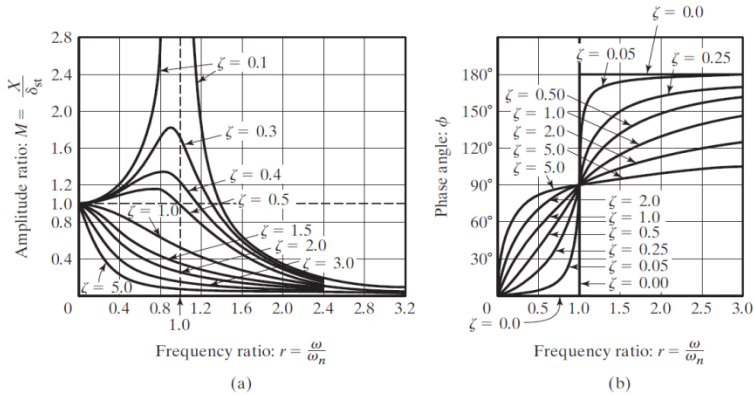 Amplitude ratio: M = X/δst
2.8
2.4
2.0
1.6
1.2
1.0
0.8
0.4
0
0.4
0.8
1.0
1.2
1.6
2.0
2.4
2.8
3.2
ζ = 0.1
ζ = 0.3
ζ = 0.4
ζ = 0.5
ζ = 1.0
ζ = 1.5
ζ = 2.0
ζ = 3.0
ζ = 5.0
Frequency ratio: r = ω/ωn
(a)
Phase angle: ϕ
180°
150°
120°
90°
60°
30°
0
0.5
1.0
1.5
2.0
2.5
3.0
ζ = 0.0
ζ = 0.05
ζ = 0.25
ζ = 0.50
ζ = 1.0
ζ = 2.0
ζ = 5.0
ζ = 5.0
ζ = 2.0
ζ = 1.0
ζ = 0.5
ζ = 0.25
ζ = 0.05
ζ = 0.00
ζ = 0.0
Frequency ratio: r = ω/ωn
(b)